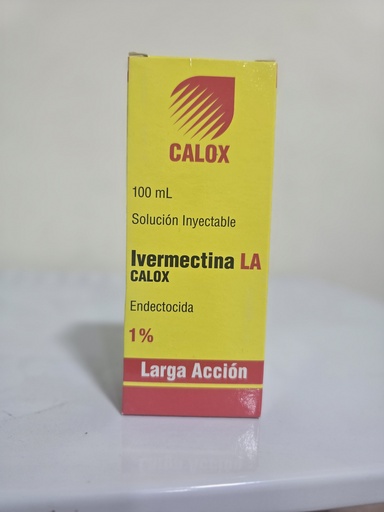 CALOX
100 mL
Solución Inyectable
Ivermectina LA
CALOX
Endectocida
1%
Larga Acción